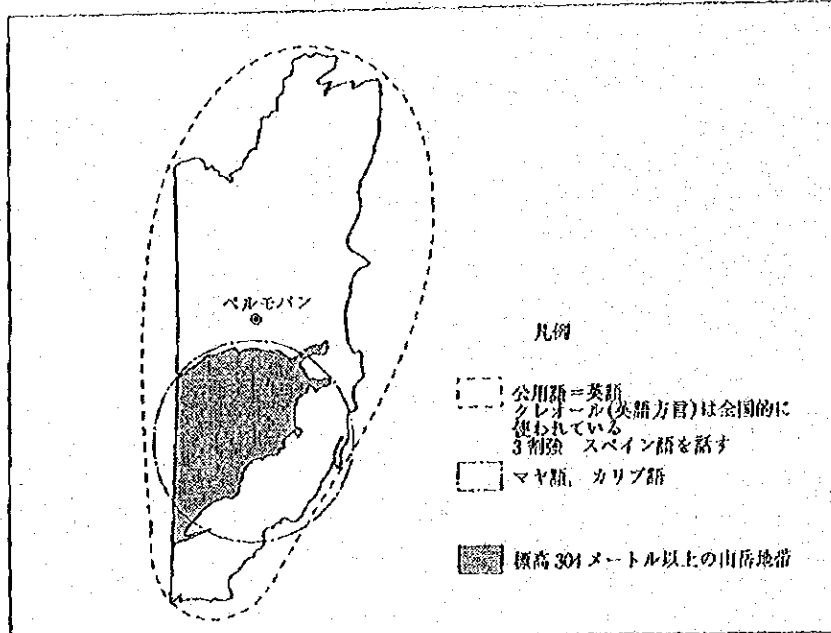 ベルモパン
凡例
公用語=英語
クレオール(英語方言)は全国的に
使われている
3割強 スペイン語を話す
マヤ語, カリブ語
標高304メートル以上の山岳地帯